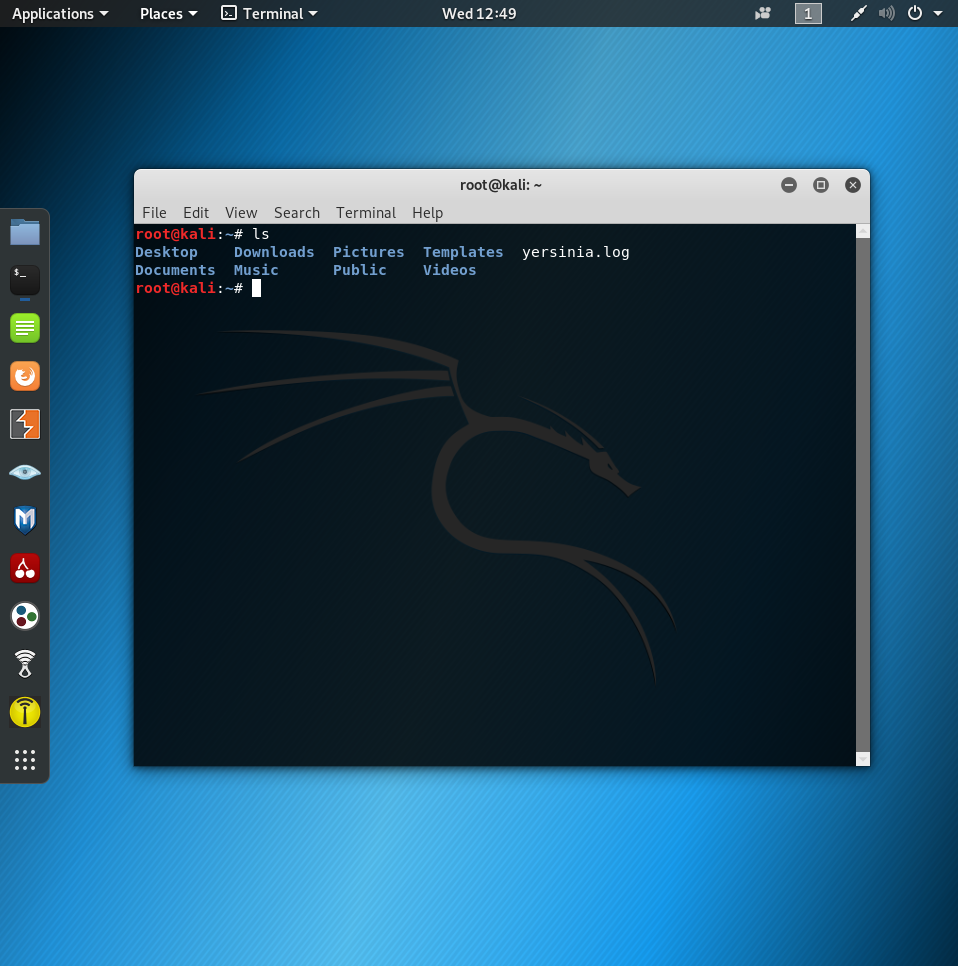 Applications Places Terminal Wed 12:49 1
root@kali: ~
File Edit View Search Terminal Help
root@kali:~# ls
Desktop Downloads Pictures Templates yersinia.log
Documents Music Public Videos
root@kali:~#
$_